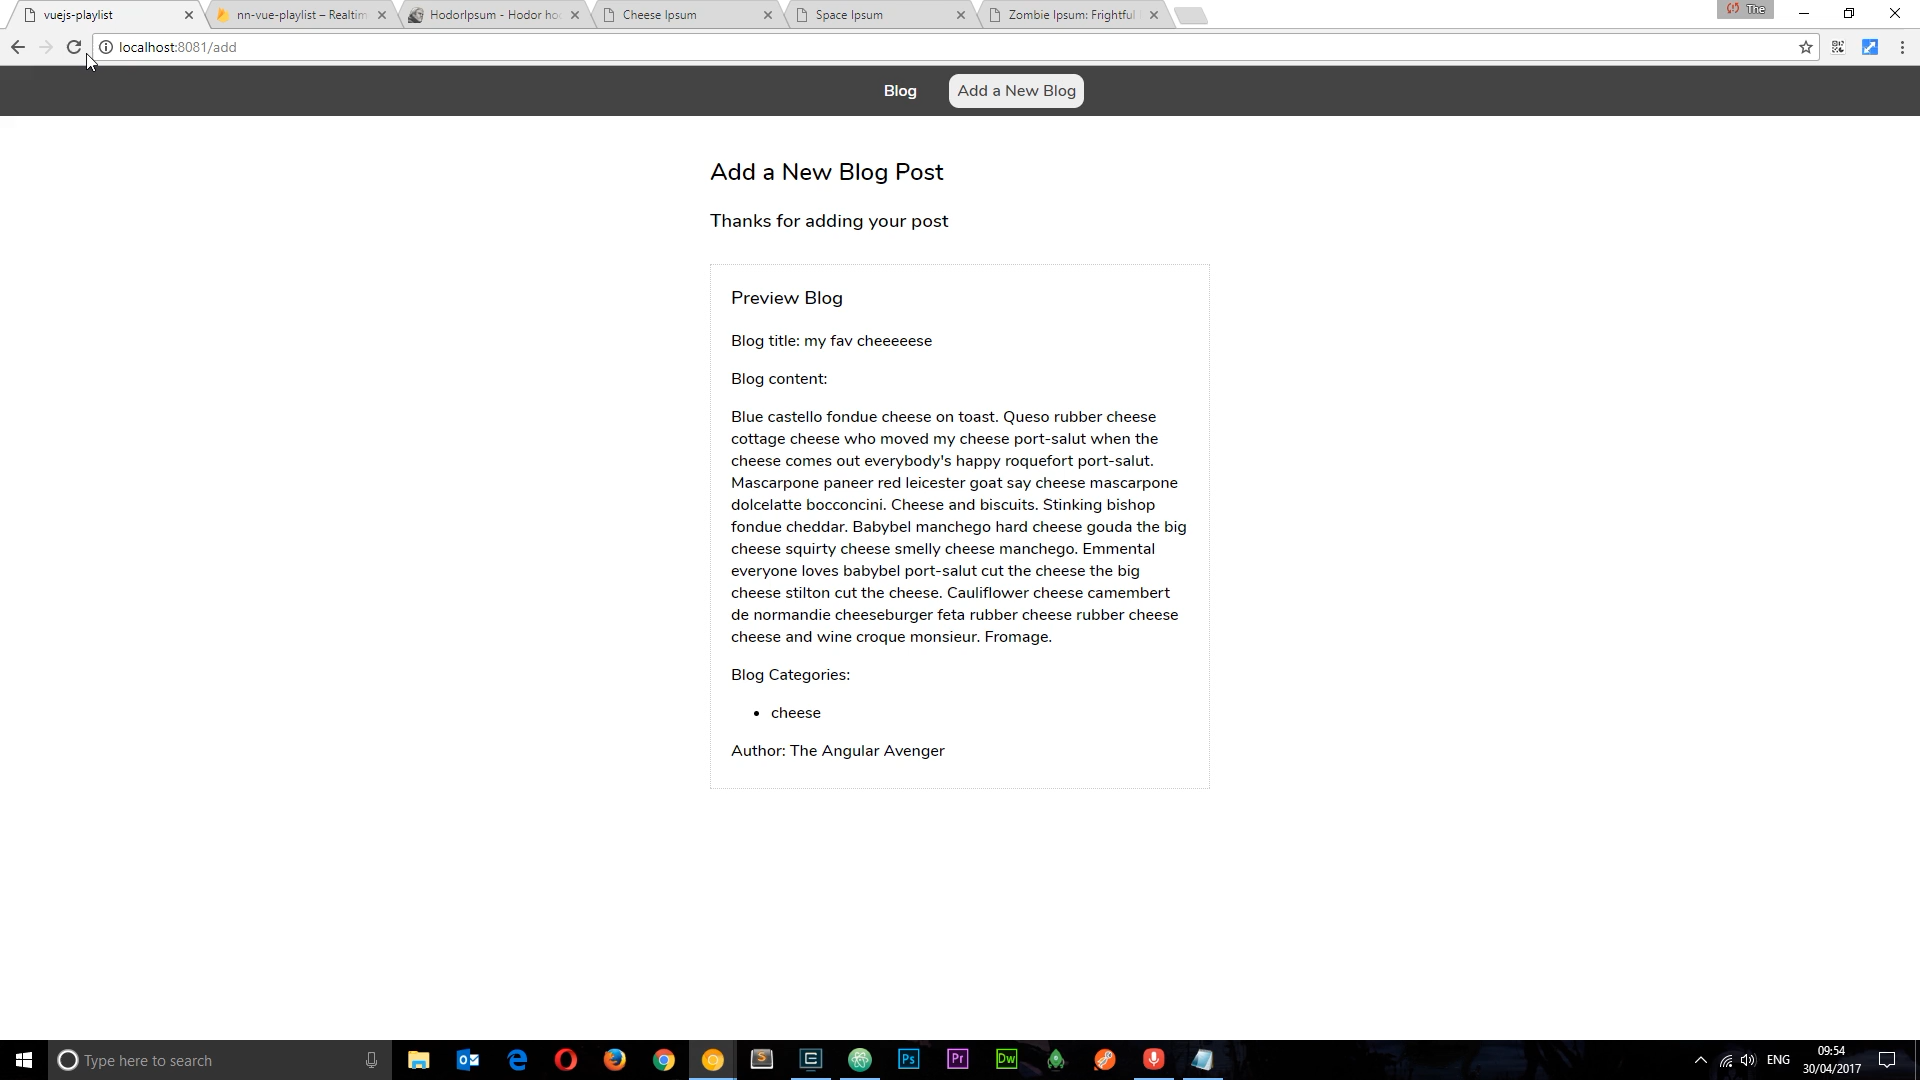 vuejs-playlist
nn-vue-playlist – Realtim
HodorIpsum - Hodor ho
Cheese Ipsum
Space Ipsum
Zombie Ipsum: Frightful
The
localhost:8081/add
Blog
Add a New Blog
Add a New Blog Post
Thanks for adding your post
Preview Blog
Blog title: my fav cheeeeese
Blog content:
Blue castello fondue cheese on toast. Queso rubber cheese
cottage cheese who moved my cheese port-salut when the
cheese comes out everybody's happy roquefort port-salut.
Mascarpone paneer red leicester goat say cheese mascarpone
dolcelatte bocconcini. Cheese and biscuits. Stinking bishop
fondue cheddar. Babybel manchego hard cheese gouda the big
cheese squirty cheese smelly cheese manchego. Emmental
everyone loves babybel port-salut cut the cheese the big
cheese stilton cut the cheese. Cauliflower cheese camembert
de normandie cheeseburger feta rubber cheese rubber cheese
cheese and wine croque monsieur. Fromage.
Blog Categories:
• cheese
Author: The Angular Avenger
Type here to search
S
Ps
Pr
Dw
ENG
09:54
30/04/2017